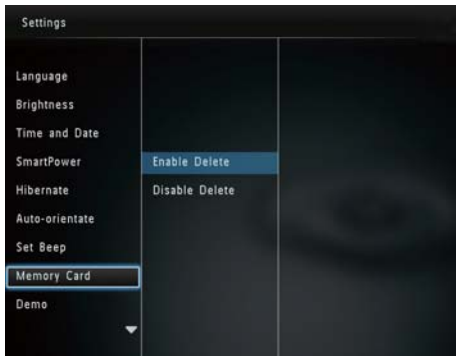 Settings
Language
Brightness
Time and Date
SmartPower
Hibernate
Auto-orientate
Set Beep
Memory Card
Demo
Enable Delete
Disable Delete